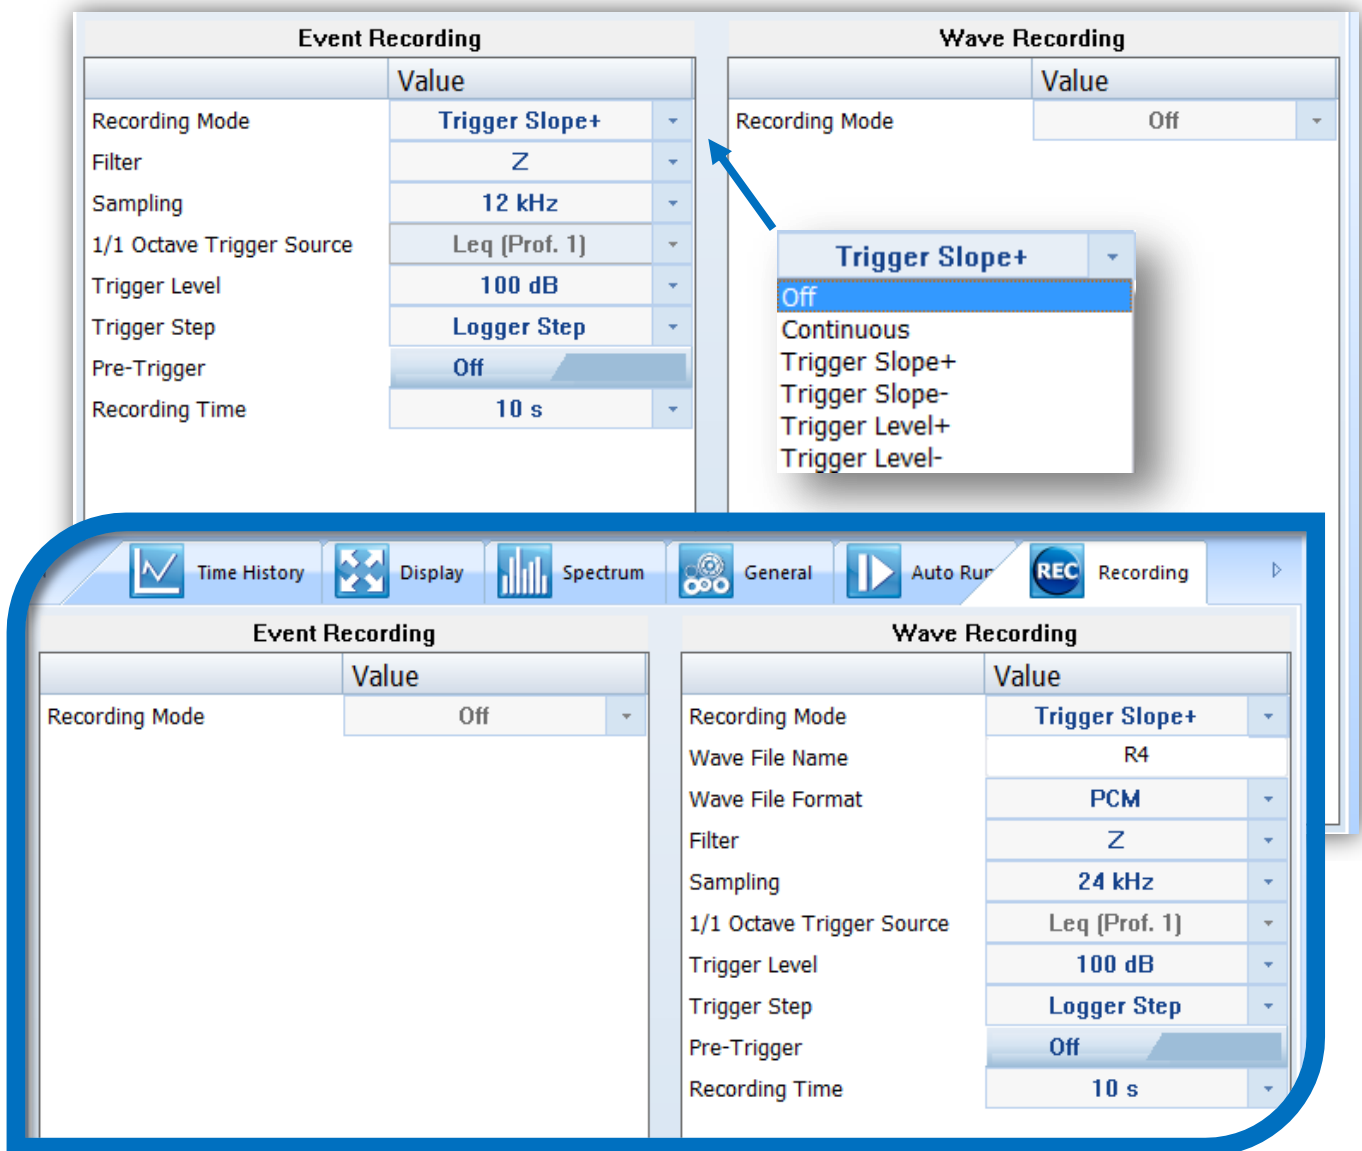 Event Recording
Wave Recording
Value
Value
Recording Mode Trigger Slope+
Recording Mode Off
Filter Z
Sampling 12 kHz
1/1 Octave Trigger Source Leq (Prof. 1)
Trigger Level 100 dB
Trigger Step Logger Step
Pre-Trigger Off
Recording Time 10 s
Trigger Slope+
Off
Continuous
Trigger Slope+
Trigger Slope-
Trigger Level+
Trigger Level-
Time History Display Spectrum General Auto Run REC Recording
Event Recording
Wave Recording
Value
Value
Recording Mode Off
Recording Mode Trigger Slope+
Wave File Name R4
Wave File Format PCM
Filter Z
Sampling 24 kHz
1/1 Octave Trigger Source Leq (Prof. 1)
Trigger Level 100 dB
Trigger Step Logger Step
Pre-Trigger Off
Recording Time 10 s